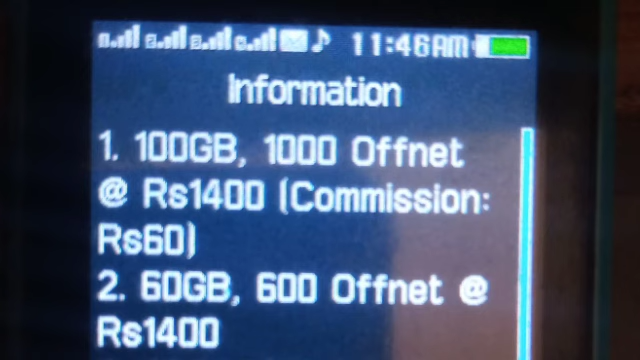 11:46AM
Information
1. 100GB, 1000 Offnet
@ Rs1400 (Commission:
Rs60)
2. 60GB, 600 Offnet @
Rs1400